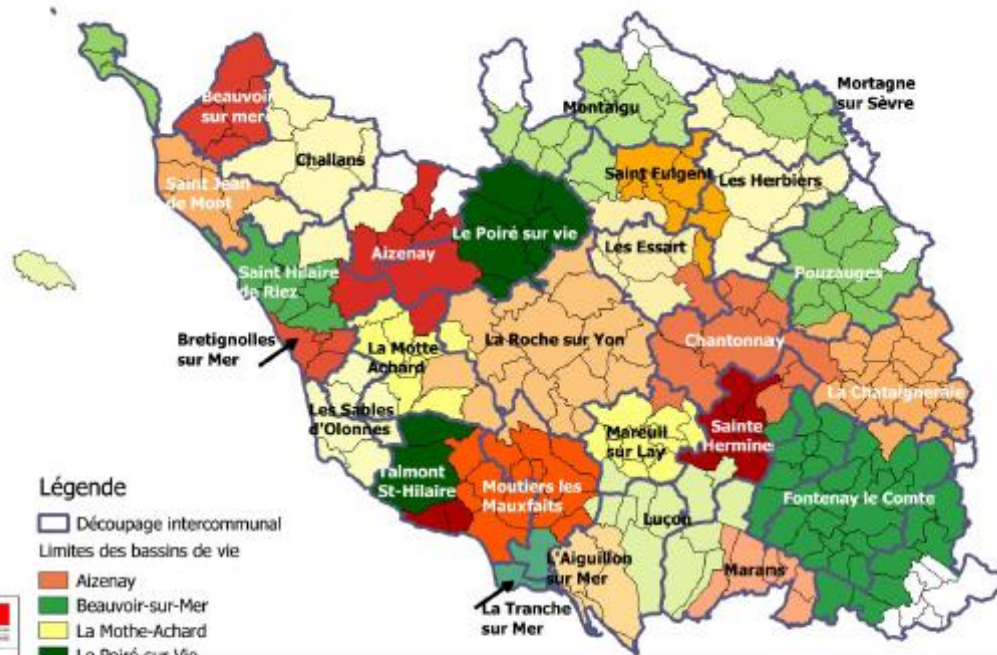 Beauvoir
sur mer
Challans
Saint Jean
de Mont
Montaigu
Mortagne
sur Sèvre
Saint Fulgent
Les Herbiers
Le Poiré sur vie
Les Essart
Aizenay
Pouzauges
Saint Hilaire
de Riez
Bretignolles
sur Mer
La Motte
Achard
La Roche sur Yon
Chantonnay
La Chataigneraie
Les Sables
d'Olonnes
Mareuil
sur Lay
Sainte
Hermine
Talmont
St-Hilaire
Moutiers les
Mauxfaits
Fontenay le Comte
Luçon
L'Aiguillon
sur Mer
Marans
La Tranche
sur Mer
Légende
Découpage intercommunal
Limites des bassins de vie
Aizenay
Beauvoir-sur-Mer
La Mothe-Achard
Le Poiré-sur-Vie